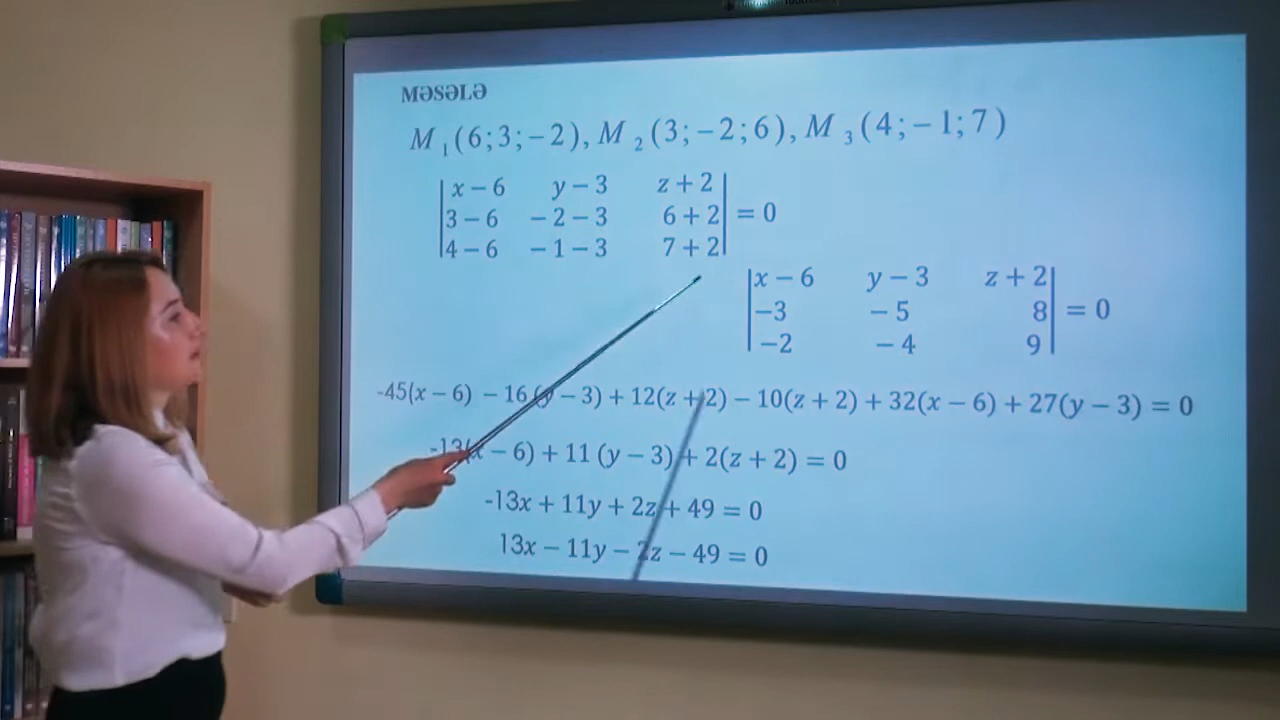 MƏSƏLƏ
M₁(6;3;−2), M₂(3;−2;6), M₃(4;−1;7)
|x − 6 y − 3 z + 2|
|3 − 6 − 2 − 3 6 + 2| = 0
|4 − 6 − 1 − 3 7 + 2|
|x − 6 y − 3 z + 2|
|−3 − 5 8| = 0
|−2 − 4 9|
-45(x − 6) − 16(y − 3) + 12(z + 2) − 10(z + 2) + 32(x − 6) + 27(y − 3) = 0
-13(x − 6) + 11 (y − 3) + 2(z + 2) = 0
-13x + 11y + 2z + 49 = 0
13x − 11y − 2z − 49 = 0